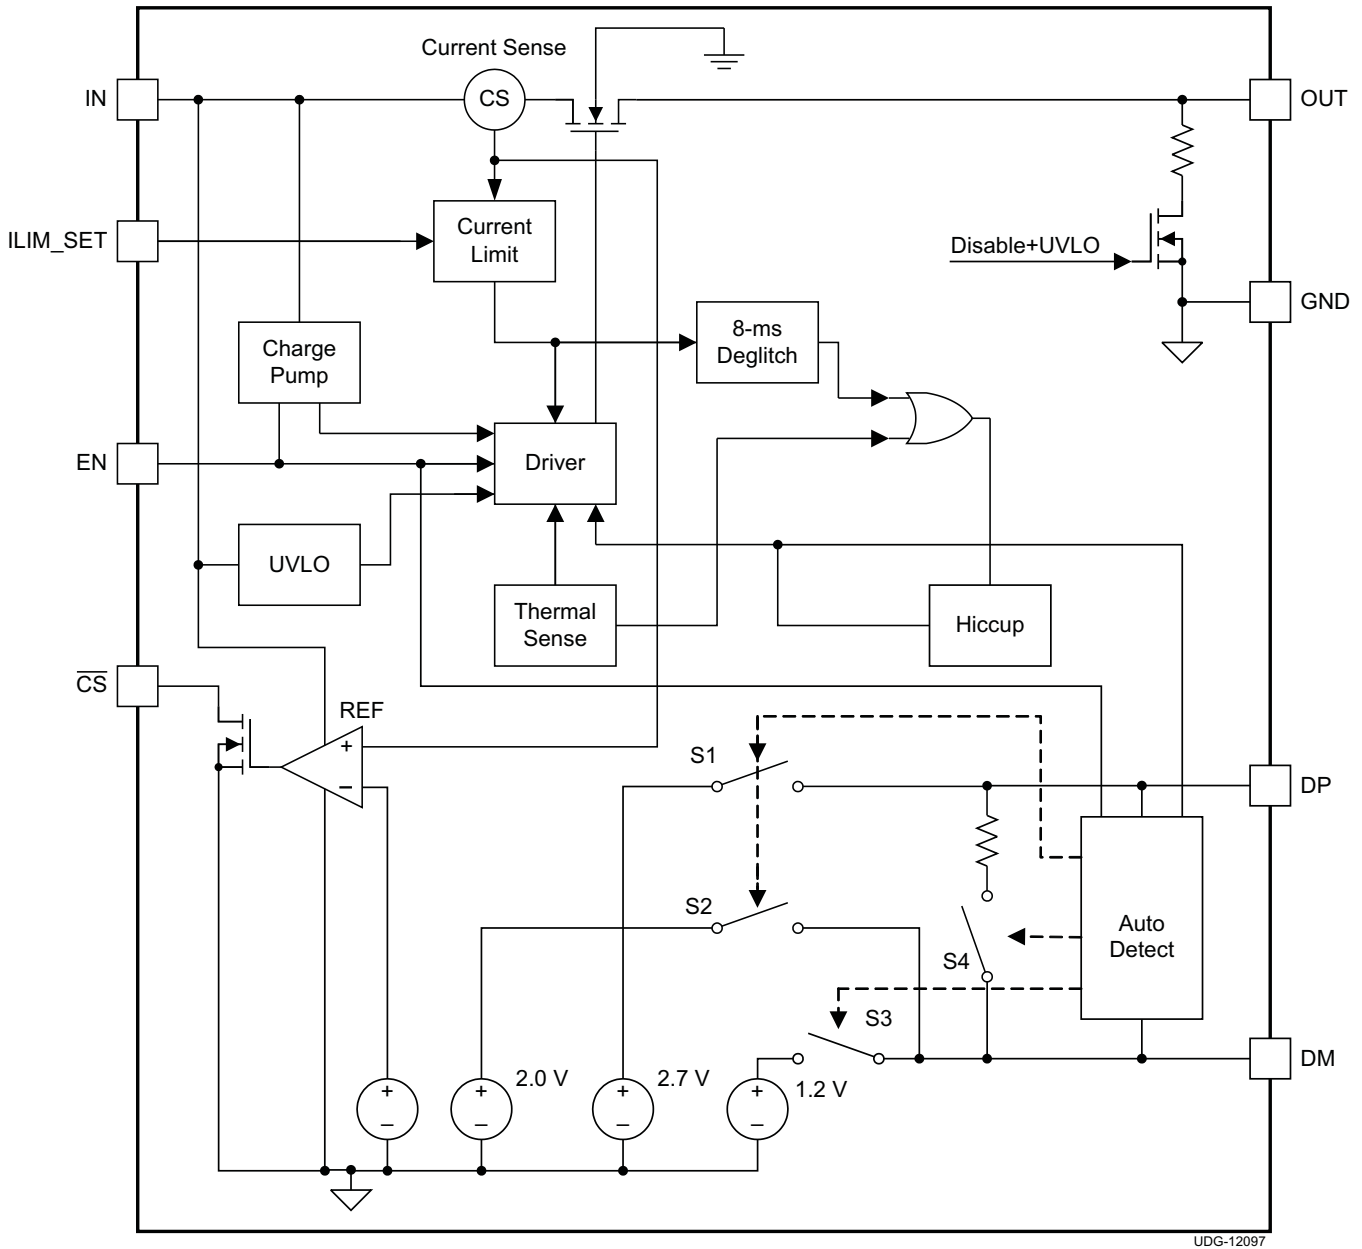 Current Sense
IN
CS
OUT
ILIM_SET
Current
Limit
Disable+UVLO
GND
8-ms
Deglitch
Charge
Pump
EN
Driver
UVLO
Thermal
Sense
Hiccup
C̅S̅
REF
+
–
S1
DP
S2
Auto
Detect
S4
S3
DM
+
–
+
–
2.0 V
+
–
2.7 V
+
–
1.2 V
UDG-12097